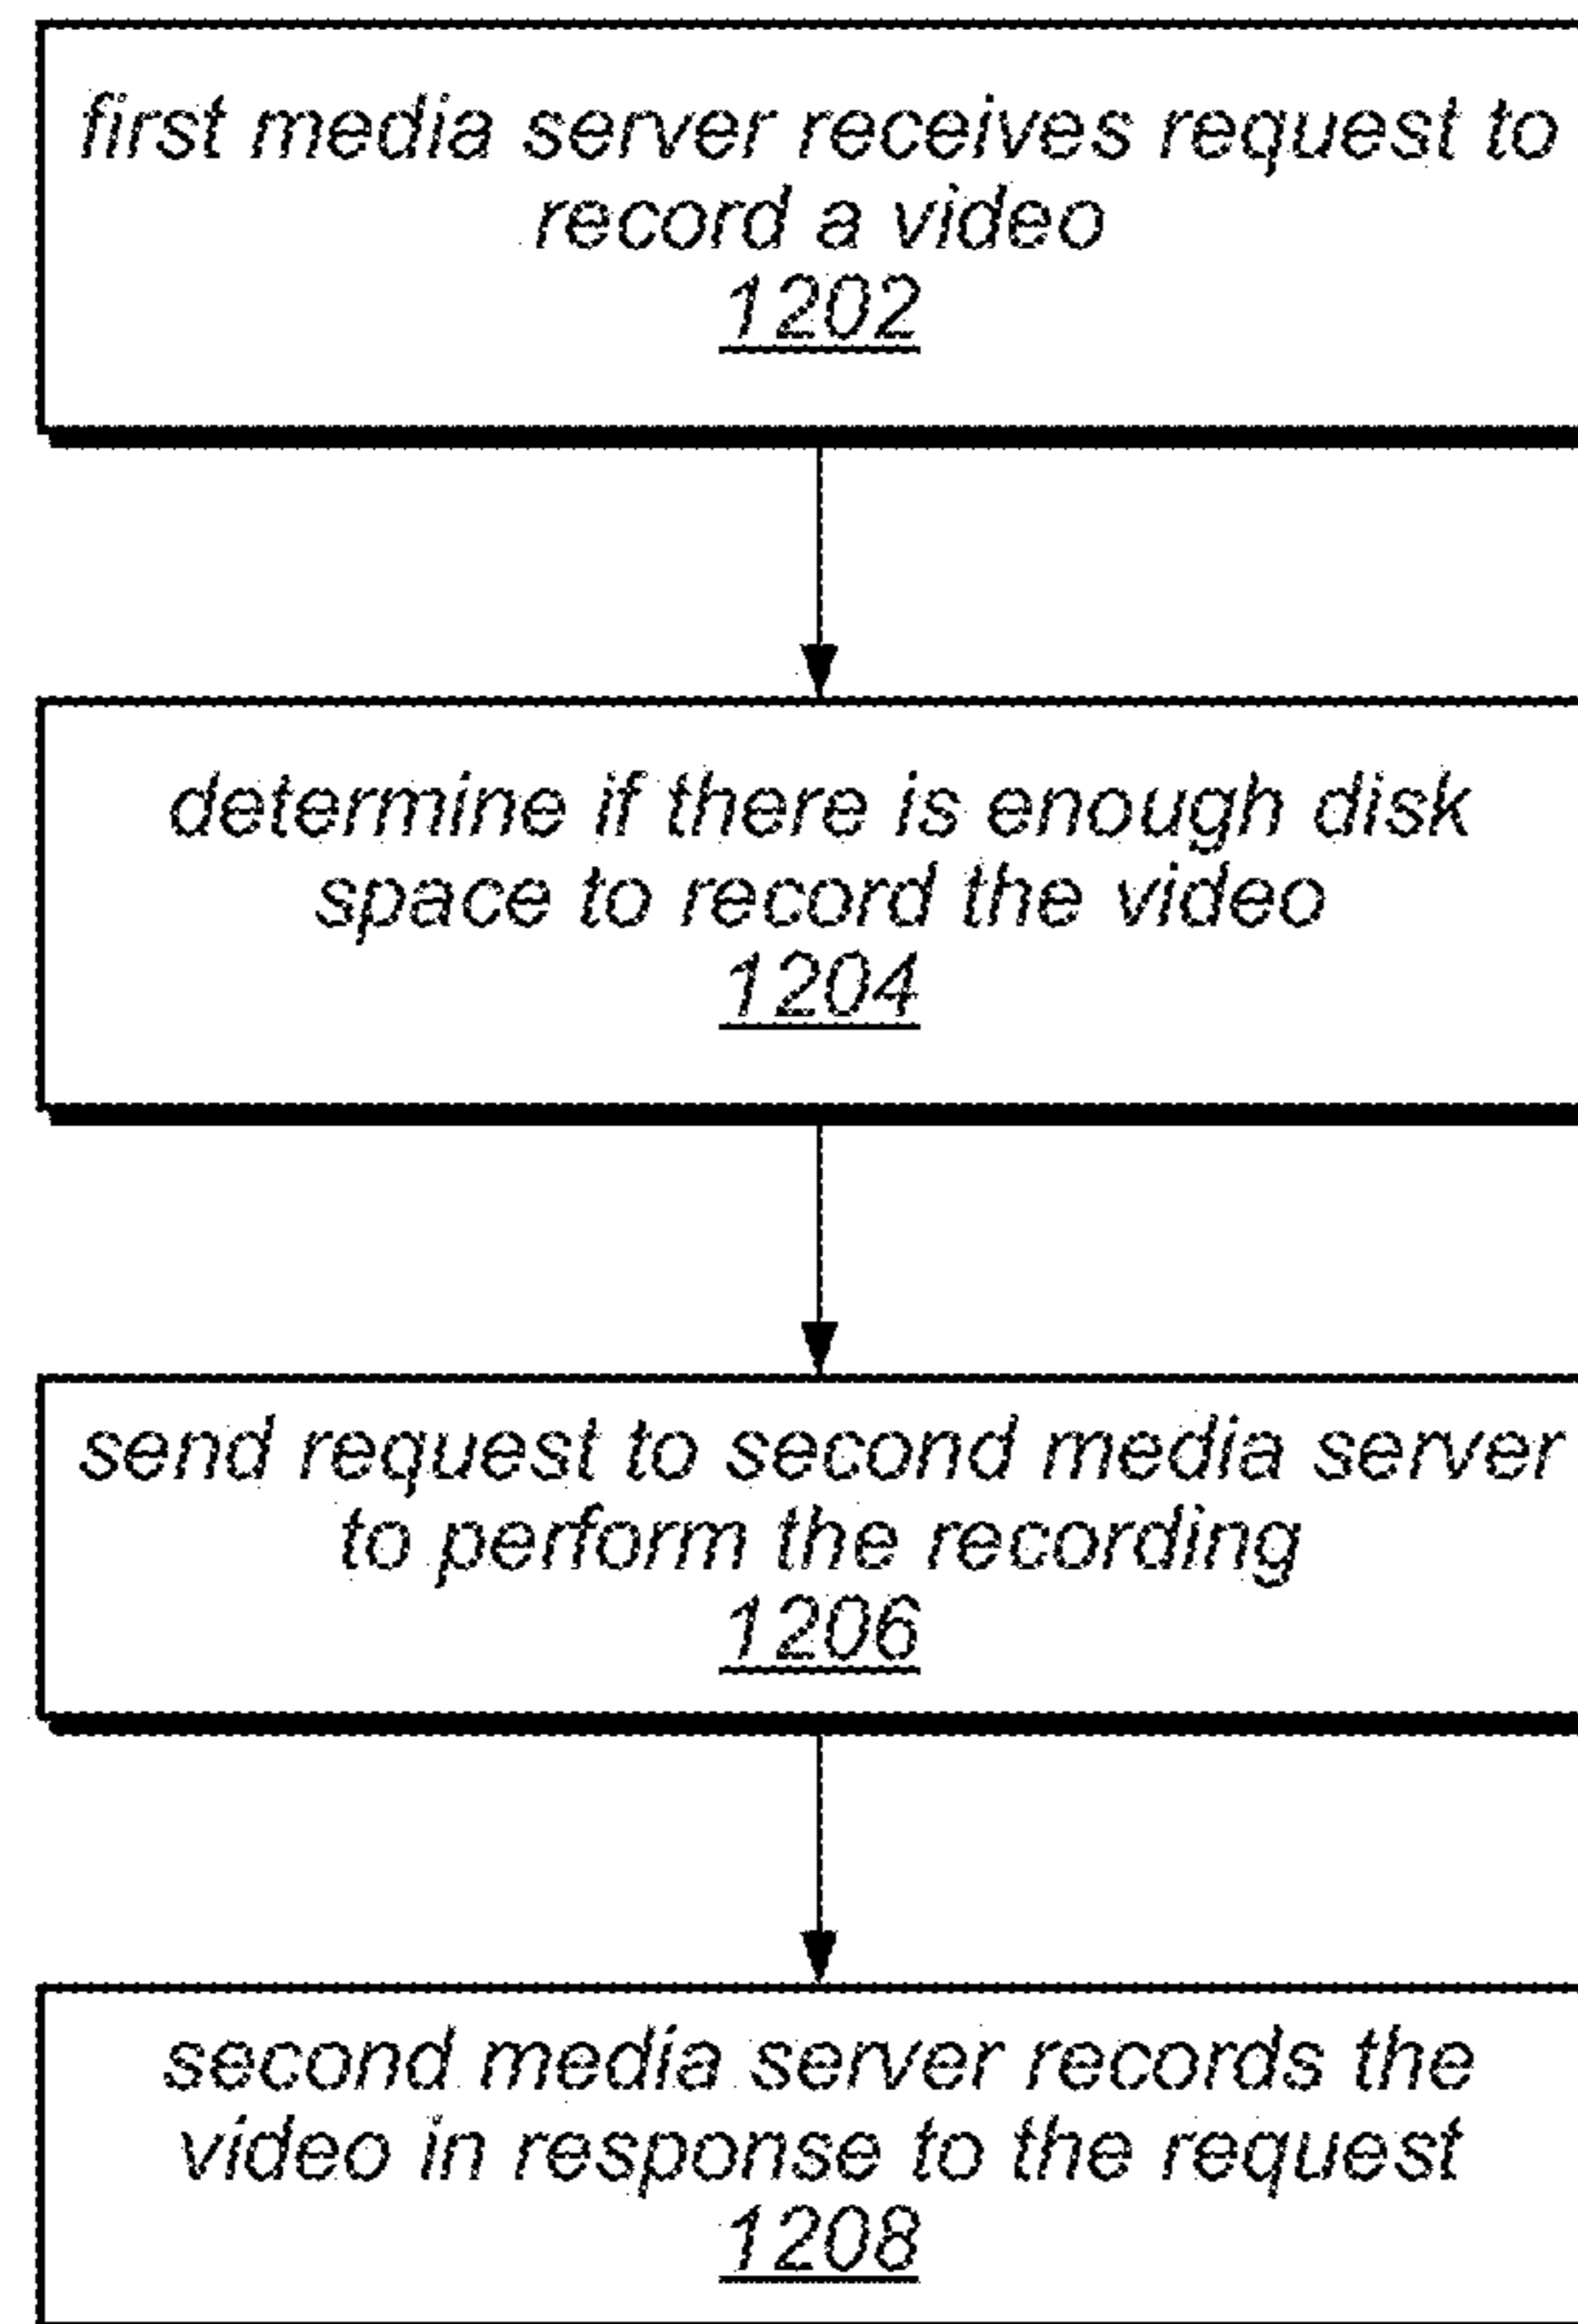 first media server receives request to
record a video
1202
determine if there is enough disk
space to record the video
1204
send request to second media server
to perform the recording
1206
second media server records the
video in response to the request
1208